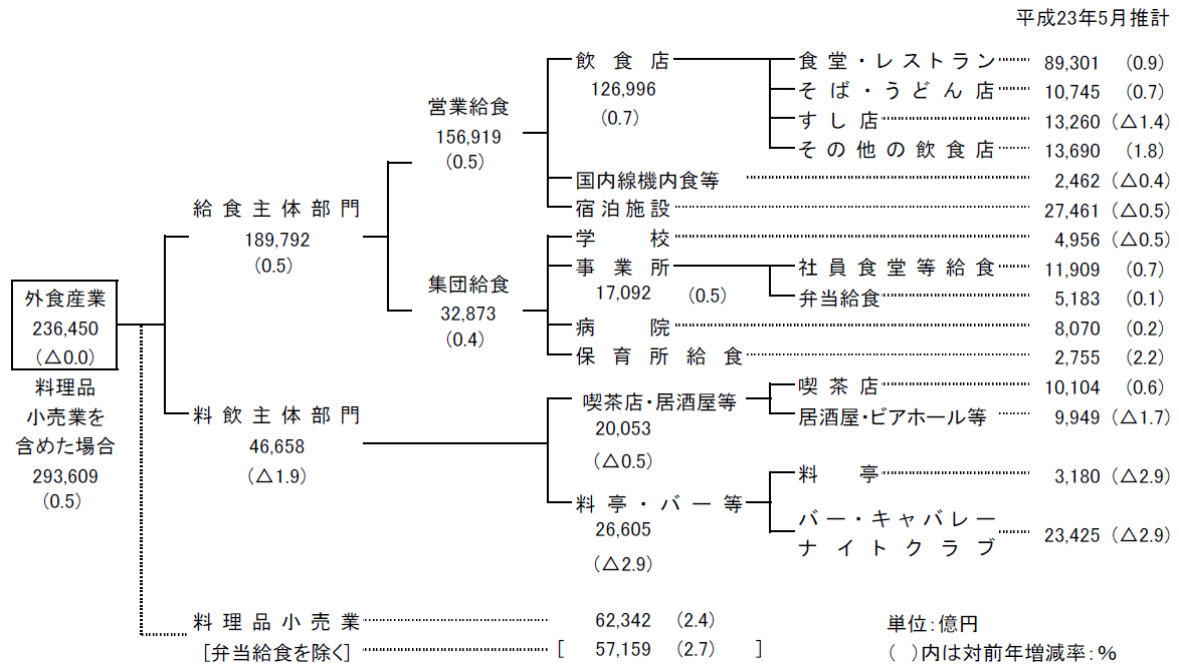 平成23年5月推計
飲食店 食堂・レストラン 89,301 (0.9)
126,996 そば・うどん店 10,745 (0.7)
営業給食 (0.7) すし店 13,260 (△1.4)
156,919 その他の飲食店 13,690 (1.8)
(0.5)
国内線機内食等 2,462 (△0.4)
給食主体部門 宿泊施設 27,461 (△0.5)
189,792 学校 4,956 (△0.5)
(0.5) 事業所 社員食堂等給食 11,909 (0.7)
集団給食 17,092 (0.5) 弁当給食 5,183 (0.1)
外食産業 32,873 病院 8,070 (0.2)
236,450 (0.4) 保育所給食 2,755 (2.2)
(△0.0)
料理品 喫茶店・居酒屋等 喫茶店 10,104 (0.6)
小売業を 料飲主体部門 20,053 居酒屋・ビアホール等 9,949 (△1.7)
含めた場合 46,658 (△0.5)
293,609 (△1.9) 料亭 3,180 (△2.9)
(0.5) 料亭・バー等
26,605 バー・キャバレー
(△2.9) ナイトクラブ 23,425 (△2.9)
料理品小売業 62,342 (2.4) 単位:億円
[弁当給食を除く] [ 57,159 (2.7) ] ( )内は対前年増減率:%